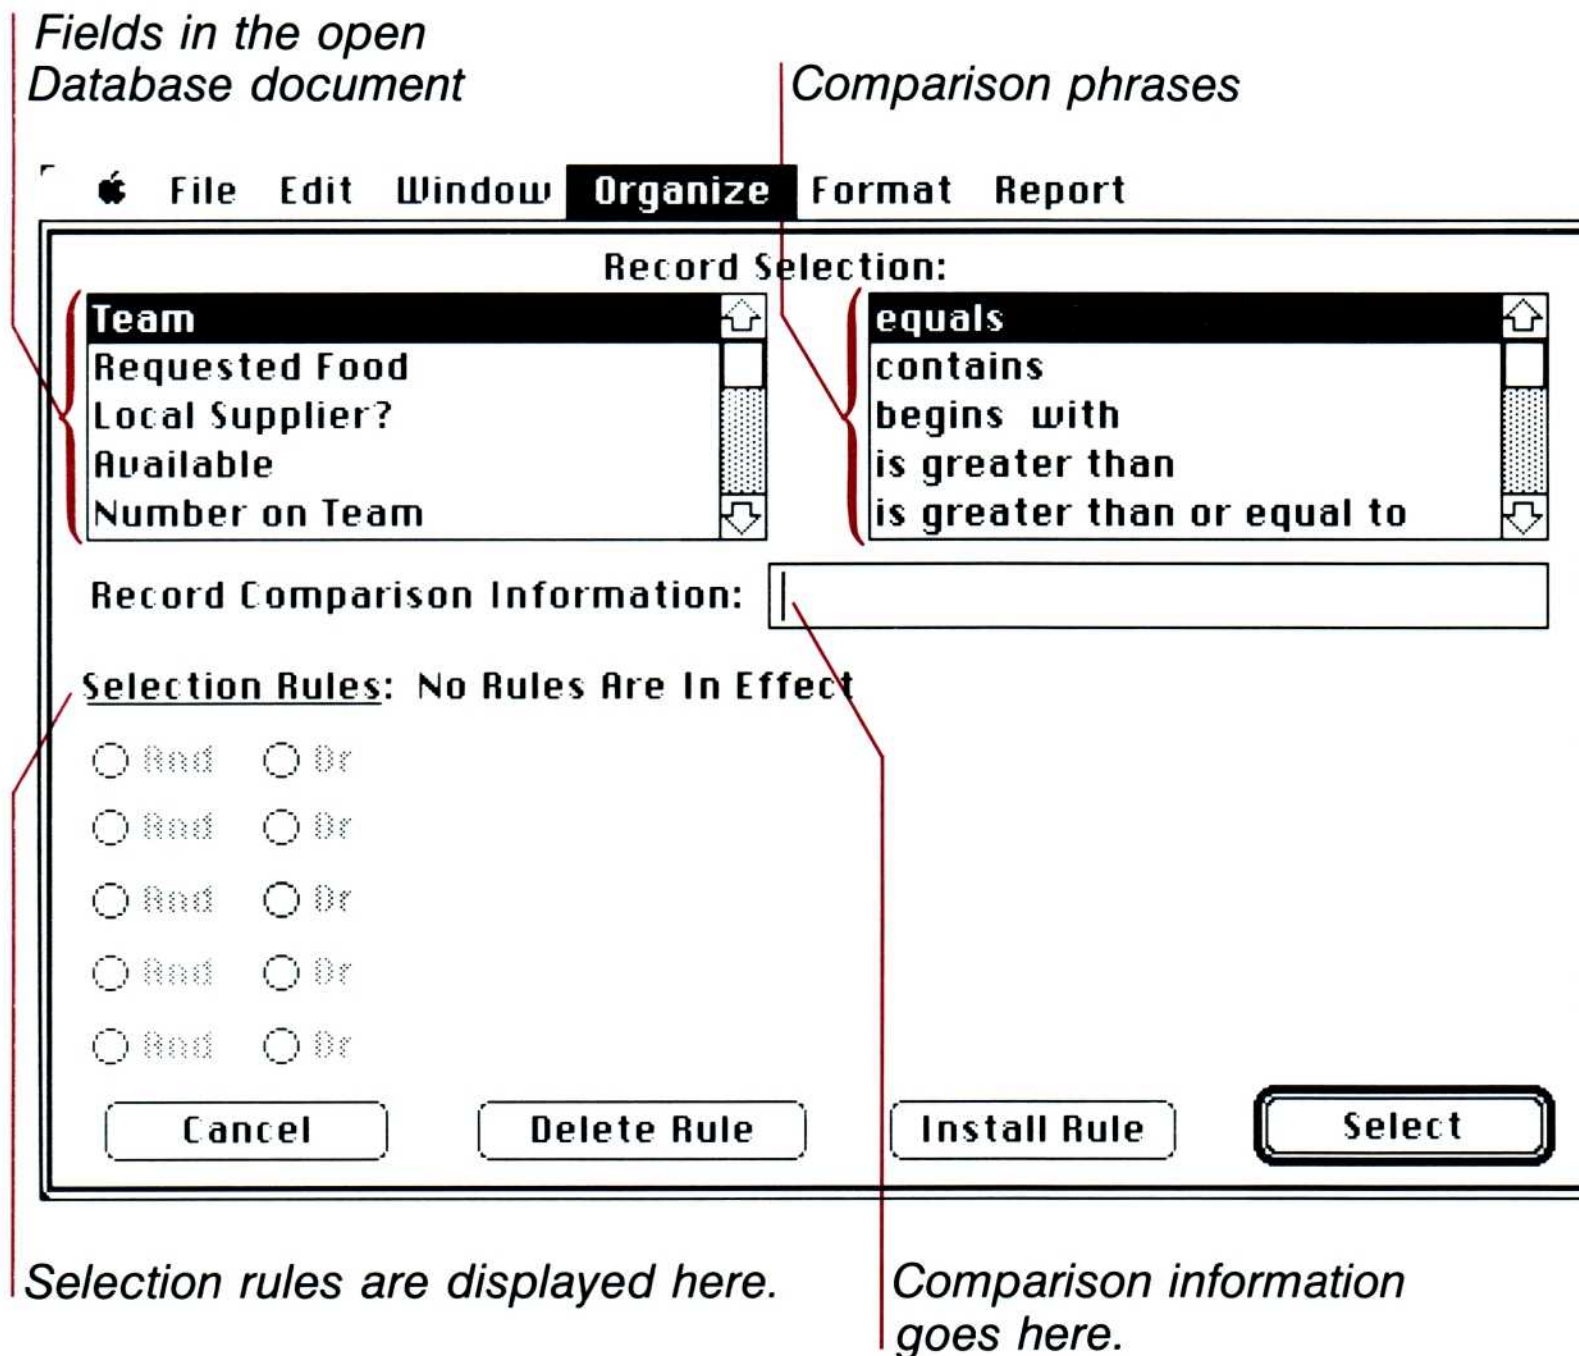 Fields in the open
Database document
Comparison phrases
File Edit Window Organize Format Report
Record Selection:
Team
Requested Food
Local Supplier?
Available
Number on Team
equals
contains
begins with
is greater than
is greater than or equal to
Record Comparison Information:
Selection Rules: No Rules Are In Effect
And Or
And Or
And Or
And Or
And Or
Cancel Delete Rule Install Rule Select
Selection rules are displayed here.
Comparison information
goes here.